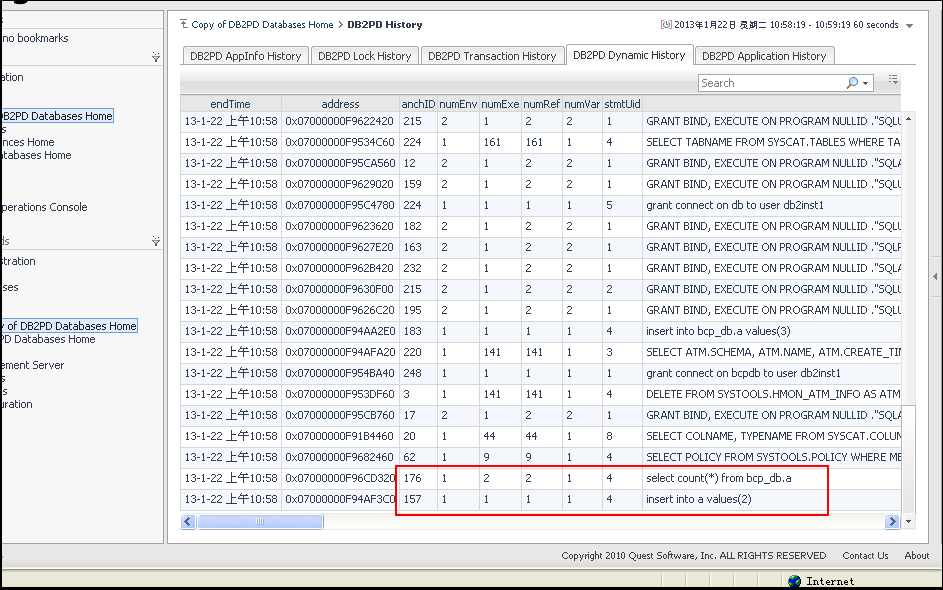 Copy of DB2PD Databases Home > DB2PD History
2013年1月22日 星期二 10:58:19 - 10:59:19 60 seconds
no bookmarks
ation
DB2PD Databases Home
s
nces Home
atabases Home
perations Console
ds
stration
ses
y of DB2PD Databases Home
PD Databases Home
ement Server
s
s
uration
DB2PD AppInfo History DB2PD Lock History DB2PD Transaction History DB2PD Dynamic History DB2PD Application History
Search
endTime address anchID numEnv numExe numRef numVar stmtUid
13-1-22 上午10:58 0x07000000F9622420 215 2 1 2 2 1 GRANT BIND, EXECUTE ON PROGRAM NULLID ."SQLU
13-1-22 上午10:58 0x07000000F9534C60 224 1 161 161 1 4 SELECT TABNAME FROM SYSCAT.TABLES WHERE TA
13-1-22 上午10:58 0x07000000F95CA560 12 2 1 2 2 1 GRANT BIND, EXECUTE ON PROGRAM NULLID ."SQLA
13-1-22 上午10:58 0x07000000F9629020 159 2 1 2 2 1 GRANT BIND, EXECUTE ON PROGRAM NULLID ."SQLU
13-1-22 上午10:58 0x07000000F95C4780 224 1 1 1 1 5 grant connect on db to user db2inst1
13-1-22 上午10:58 0x07000000F9623620 182 2 1 2 2 1 GRANT BIND, EXECUTE ON PROGRAM NULLID ."SQLU
13-1-22 上午10:58 0x07000000F9627E20 163 2 1 2 2 1 GRANT BIND, EXECUTE ON PROGRAM NULLID ."SQLP
13-1-22 上午10:58 0x07000000F962B420 232 2 1 2 2 1 GRANT BIND, EXECUTE ON PROGRAM NULLID ."SQLA
13-1-22 上午10:58 0x07000000F9630F00 215 2 1 2 2 2 GRANT BIND, EXECUTE ON PROGRAM NULLID ."SQLU
13-1-22 上午10:58 0x07000000F9626C20 195 2 1 2 2 1 GRANT BIND, EXECUTE ON PROGRAM NULLID ."SQLU
13-1-22 上午10:58 0x07000000F94AA2E0 183 1 1 1 1 4 insert into bcp_db.a values(3)
13-1-22 上午10:58 0x07000000F94AFA20 220 1 141 141 1 3 SELECT ATM.SCHEMA, ATM.NAME, ATM.CREATE_TIM
13-1-22 上午10:58 0x07000000F954BA40 248 1 1 1 1 1 grant connect on bcpdb to user db2inst1
13-1-22 上午10:58 0x07000000F953DF60 3 1 141 141 1 4 DELETE FROM SYSTOOLS.HMON_ATM_INFO AS ATM
13-1-22 上午10:58 0x07000000F95CB760 17 2 1 2 2 1 GRANT BIND, EXECUTE ON PROGRAM NULLID ."SQLA
13-1-22 上午10:58 0x07000000F91B4460 20 1 44 44 1 8 SELECT COLNAME, TYPENAME FROM SYSCAT.COLUM
13-1-22 上午10:58 0x07000000F9682460 62 1 9 9 1 4 SELECT POLICY FROM SYSTOOLS.POLICY WHERE ME
13-1-22 上午10:58 0x07000000F96CD320 176 1 2 2 1 4 select count(*) from bcp_db.a
13-1-22 上午10:58 0x07000000F94AF3C0 157 1 1 1 1 4 insert into a values(2)
Copyright 2010 Quest Software, Inc. ALL RIGHTS RESERVED Contact Us About
Internet